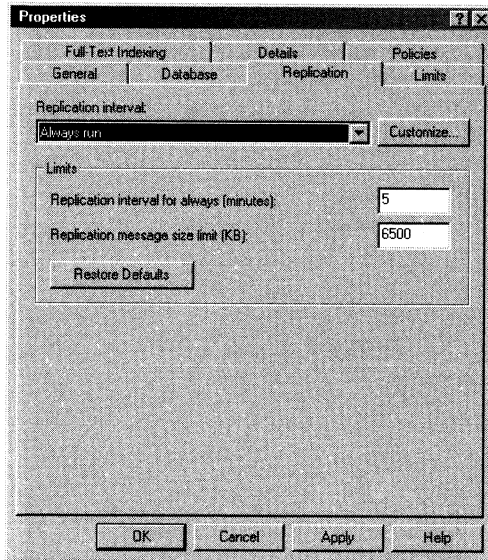 Properties
Full-Text Indexing Details Policies
General Database Replication Limits
Replication interval:
Always run
Customize...
Limits
Replication interval for always (minutes): 5
Replication message size limit (KB): 6500
Restore Defaults
OK Cancel Apply Help